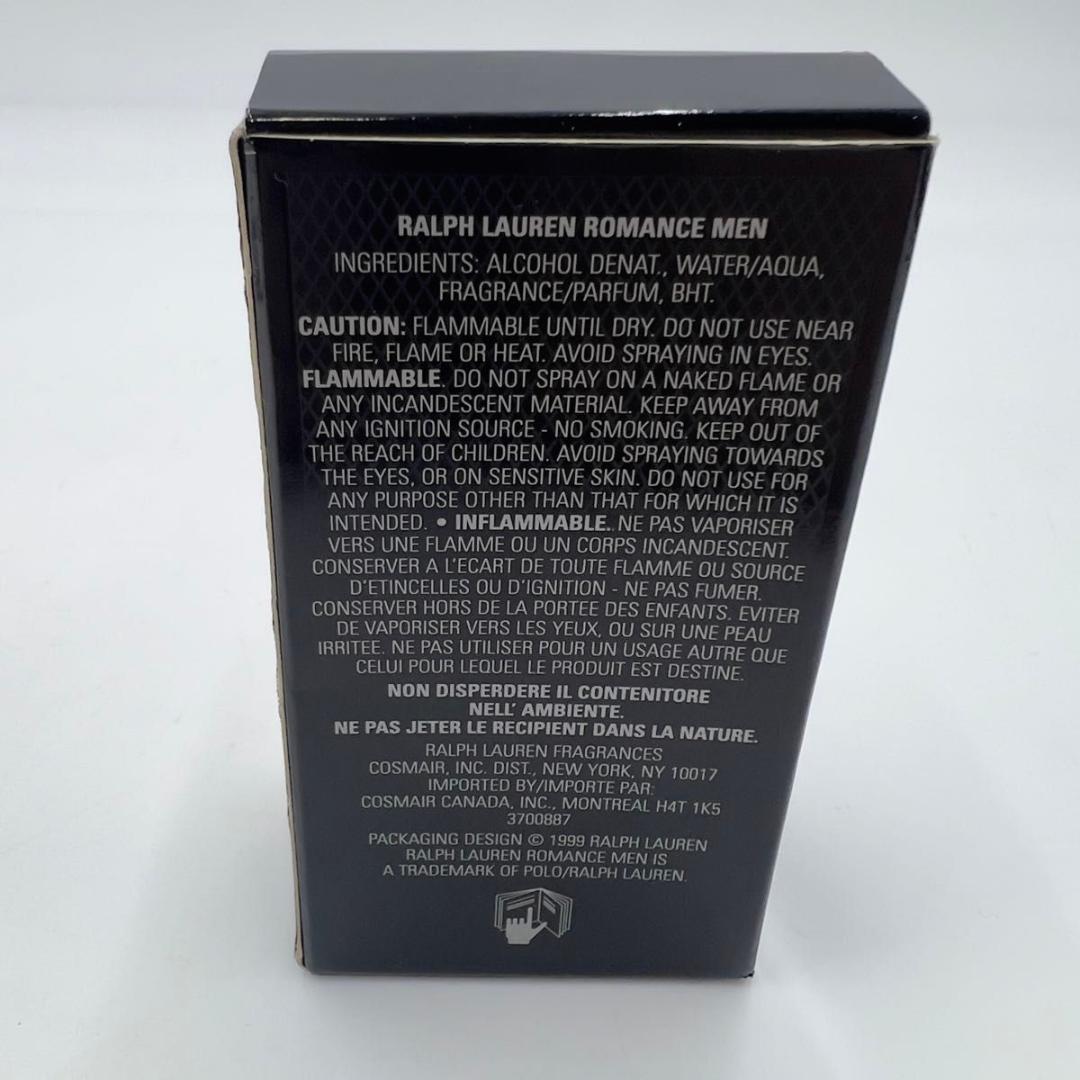 RALPH LAUREN ROMANCE MEN
INGREDIENTS: ALCOHOL DENAT., WATER/AQUA,
FRAGRANCE/PARFUM, BHT.
CAUTION: FLAMMABLE UNTIL DRY. DO NOT USE NEAR
FIRE, FLAME OR HEAT. AVOID SPRAYING IN EYES.
FLAMMABLE. DO NOT SPRAY ON A NAKED FLAME OR
ANY INCANDESCENT MATERIAL. KEEP AWAY FROM
ANY IGNITION SOURCE - NO SMOKING. KEEP OUT OF
THE REACH OF CHILDREN. AVOID SPRAYING TOWARDS
THE EYES, OR ON SENSITIVE SKIN. DO NOT USE FOR
ANY PURPOSE OTHER THAN THAT FOR WHICH IT IS
INTENDED. • INFLAMMABLE. NE PAS VAPORISER
VERS UNE FLAMME OU UN CORPS INCANDESCENT.
CONSERVER A L'ECART DE TOUTE FLAMME OU SOURCE
D'ETINCELLES OU D'IGNITION - NE PAS FUMER.
CONSERVER HORS DE LA PORTEE DES ENFANTS. EVITER
DE VAPORISER VERS LES YEUX, OU SUR UNE PEAU
IRRITEE. NE PAS UTILISER POUR UN USAGE AUTRE QUE
CELUI POUR LEQUEL LE PRODUIT EST DESTINE.
NON DISPERDERE IL CONTENITORE
NELL' AMBIENTE.
NE PAS JETER LE RECIPIENT DANS LA NATURE.
RALPH LAUREN FRAGRANCES
COSMAIR, INC. DIST., NEW YORK, NY 10017
IMPORTED BY/IMPORTE PAR:
COSMAIR CANADA, INC., MONTREAL H4T 1K5
3700887
PACKAGING DESIGN © 1999 RALPH LAUREN
RALPH LAUREN ROMANCE MEN IS
A TRADEMARK OF POLO/RALPH LAUREN.